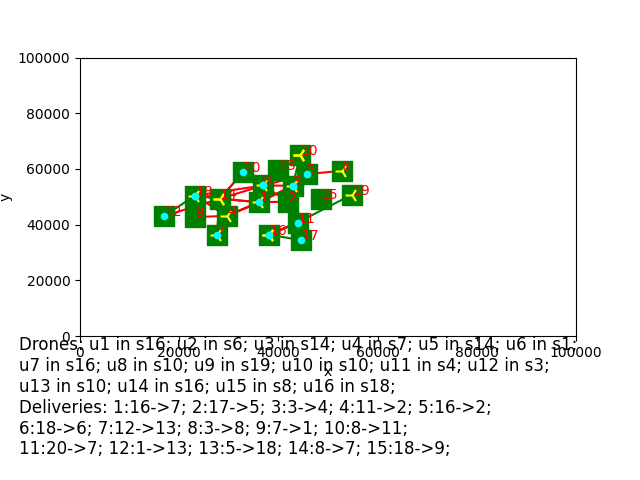 100000
80000
60000
40000
20000
0
0 20000 40000 60000 80000 100000
x
y
Drones: u1 in s16; u2 in s6; u3 in s14; u4 in s7; u5 in s14; u6 in s1;
u7 in s16; u8 in s10; u9 in s19; u10 in s10; u11 in s4; u12 in s3;
u13 in s10; u14 in s16; u15 in s8; u16 in s18;
Deliveries: 1:16->7; 2:17->5; 3:3->4; 4:11->2; 5:16->2;
6:18->6; 7:12->13; 8:3->8; 9:7->1; 10:8->11;
11:20->7; 12:1->13; 13:5->18; 14:8->7; 15:18->9;